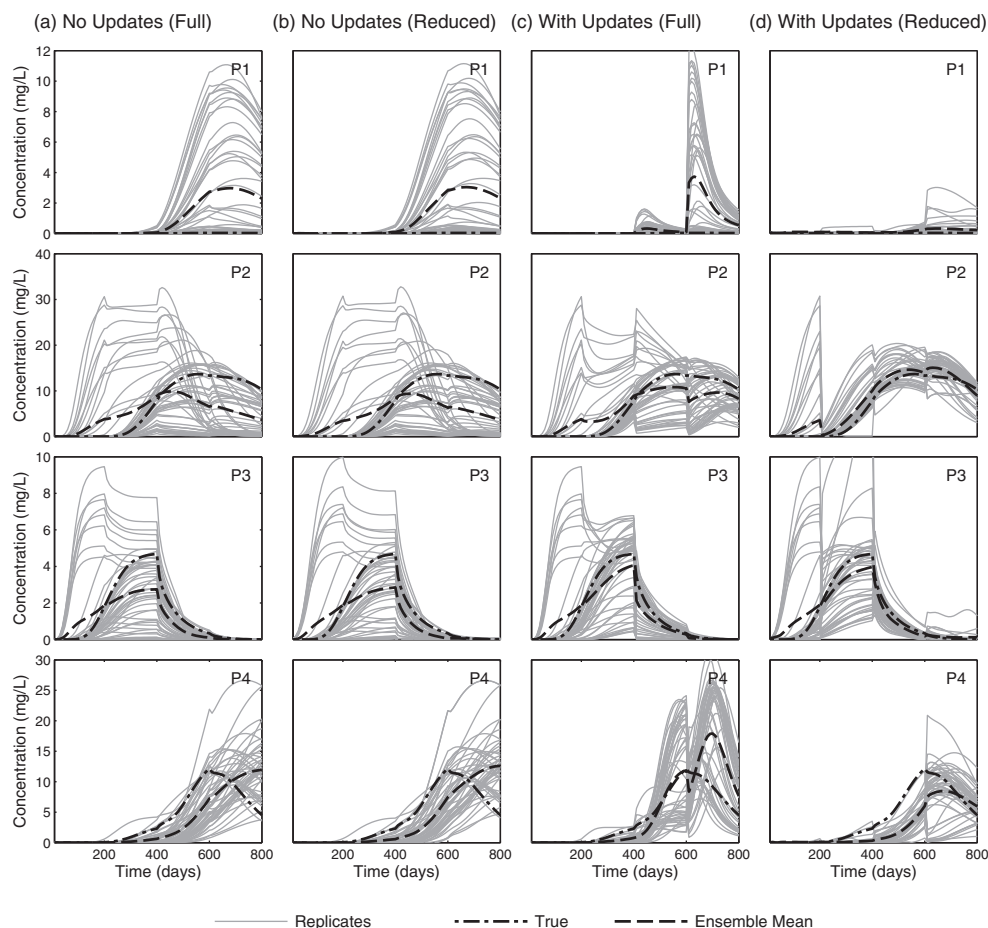 (a) No Updates (Full) (b) No Updates (Reduced) (c) With Updates (Full) (d) With Updates (Reduced)
Concentration (mg/L)
12
10
8
6
4
2
0
P1 P1 P1 P1
Concentration (mg/L)
40
30
20
10
0
P2 P2 P2 P2
Concentration (mg/L)
10
8
6
4
2
0
P3 P3 P3 P3
Concentration (mg/L)
30
25
20
15
10
5
0
P4 P4 P4 P4
200 400 600 800 200 400 600 800 200 400 600 800 200 400 600 800
Time (days) Time (days) Time (days) Time (days)
Replicates True Ensemble Mean